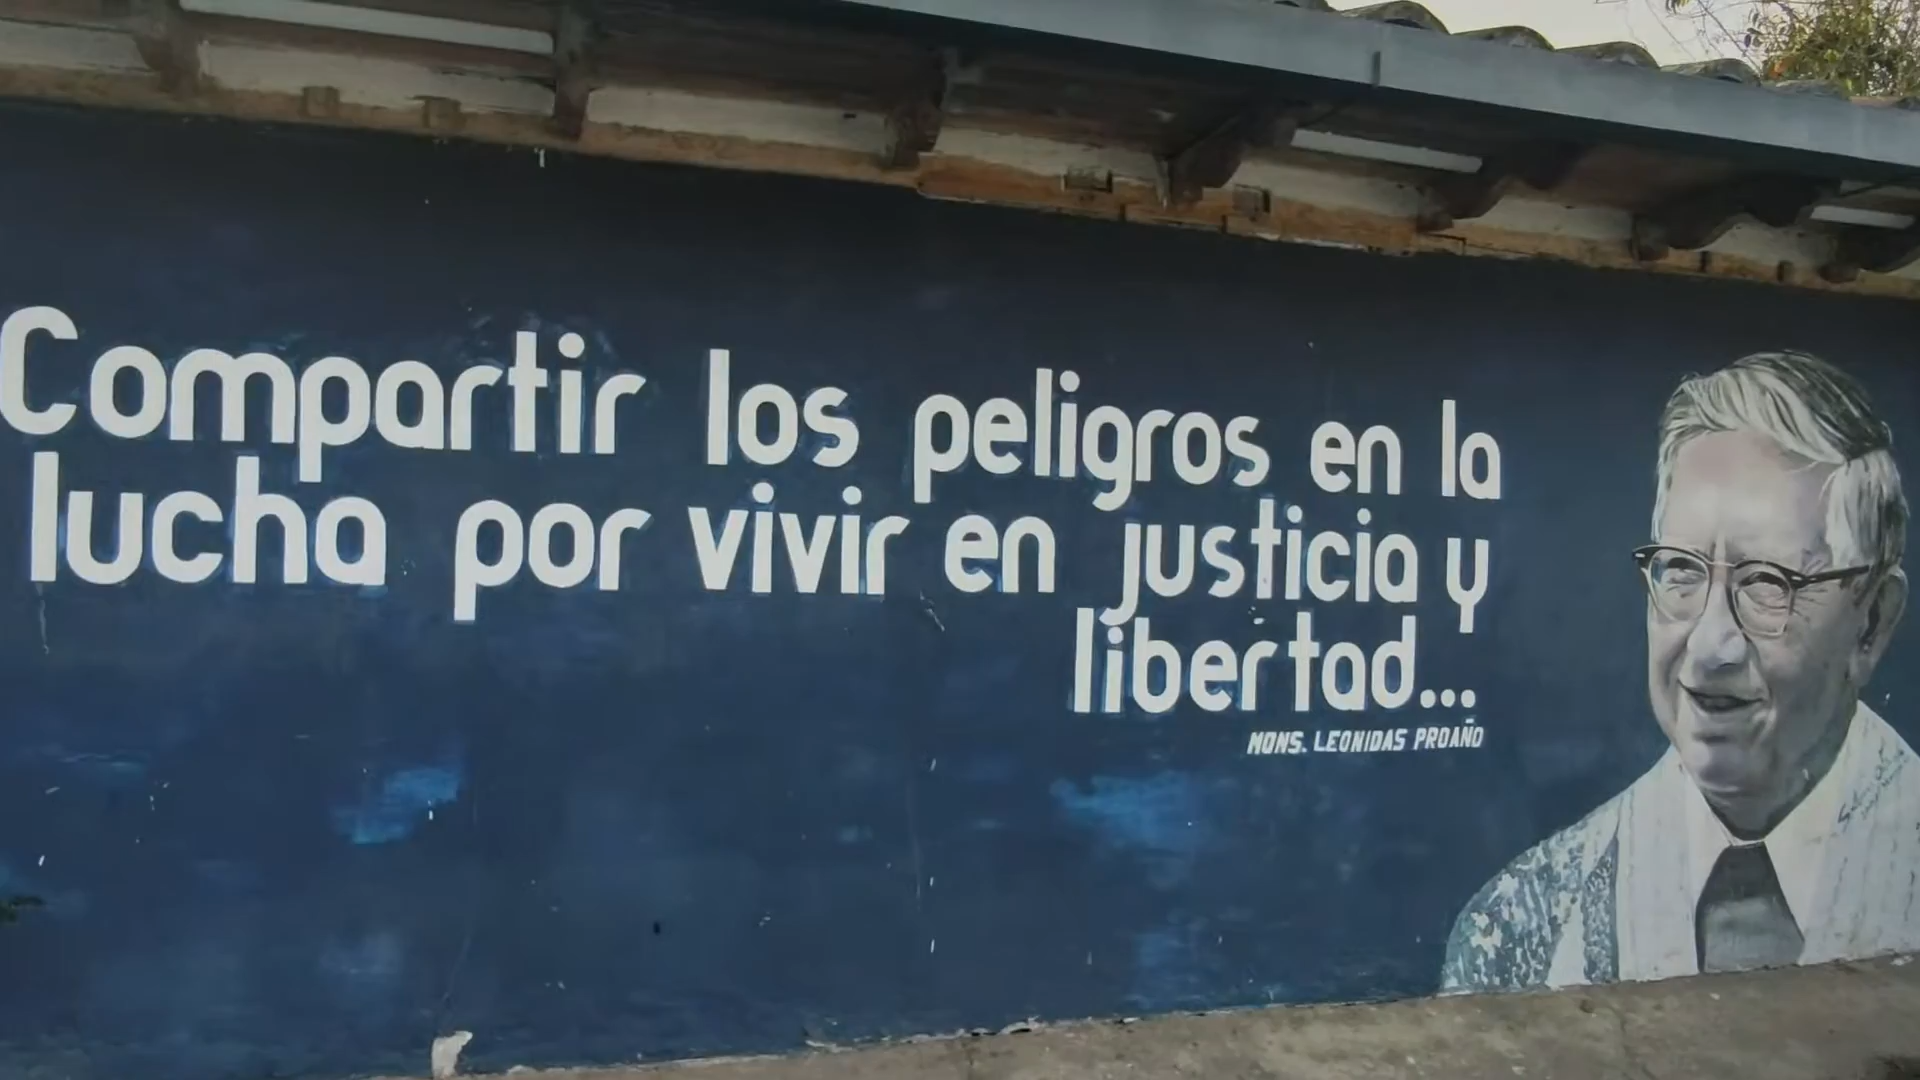 Compartir los peligros en la
lucha por vivir en justicia y
libertad...
MONS. LEONIDAS PROAÑO